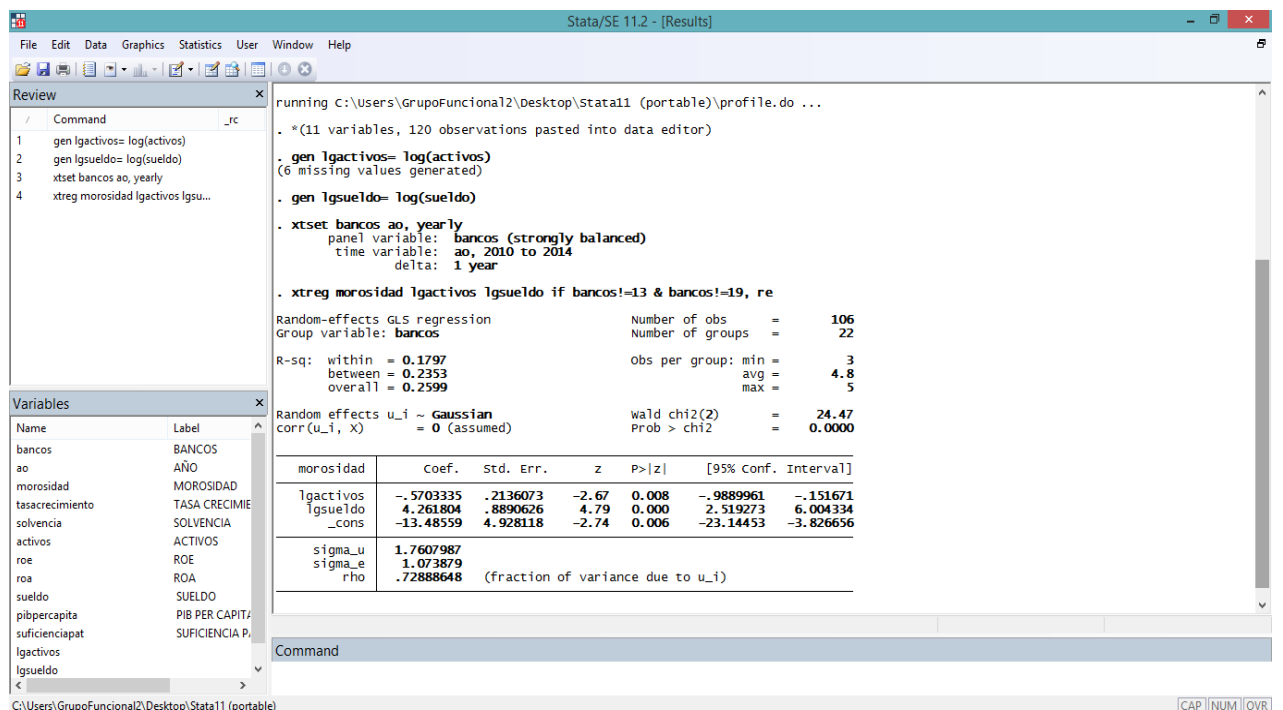 Stata/SE 11.2 - [Results]
File Edit Data Graphics Statistics User Window Help
Review
/ Command _rc
1 gen lgactivos= log(activos)
2 gen lgsueldo= log(sueldo)
3 xtset bancos ao, yearly
4 xtreg morosidad lgactivos lgsu...
Variables
Name Label
bancos BANCOS
ao AÑO
morosidad MOROSIDAD
tasacrecimiento TASA CRECIMIE
solvencia SOLVENCIA
activos ACTIVOS
roe ROE
roa ROA
sueldo SUELDO
pibpercapita PIB PER CAPITA
suficienciapat SUFICIENCIA PA
lgactivos
lgsueldo
running C:\Users\GrupoFuncional2\Desktop\Stata11 (portable)\profile.do ...
. *(11 variables, 120 observations pasted into data editor)
. gen lgactivos= log(activos)
(6 missing values generated)
. gen lgsueldo= log(sueldo)
. xtset bancos ao, yearly
panel variable: bancos (strongly balanced)
time variable: ao, 2010 to 2014
delta: 1 year
. xtreg morosidad lgactivos lgsueldo if bancos!=13 & bancos!=19, re
Random-effects GLS regression Number of obs = 106
Group variable: bancos Number of groups = 22
R-sq: within = 0.1797 Obs per group: min = 3
between = 0.2353 avg = 4.8
overall = 0.2599 max = 5
Random effects u_i ~ Gaussian Wald chi2(2) = 24.47
corr(u_i, X) = 0 (assumed) Prob > chi2 = 0.0000
morosidad Coef. Std. Err. z P>|z| [95% Conf. Interval]
lgactivos -.5703335 .2136073 -2.67 0.008 -.9889961 -.151671
lgsueldo 4.261804 .8890626 4.79 0.000 2.519273 6.004334
_cons -13.48559 4.928118 -2.74 0.006 -23.14453 -3.826656
sigma_u 1.7607987
sigma_e 1.073879
rho .72888648 (fraction of variance due to u_i)
Command
C:\Users\GrupoFuncional2\Desktop\Stata11 (portable)
CAP NUM OVR